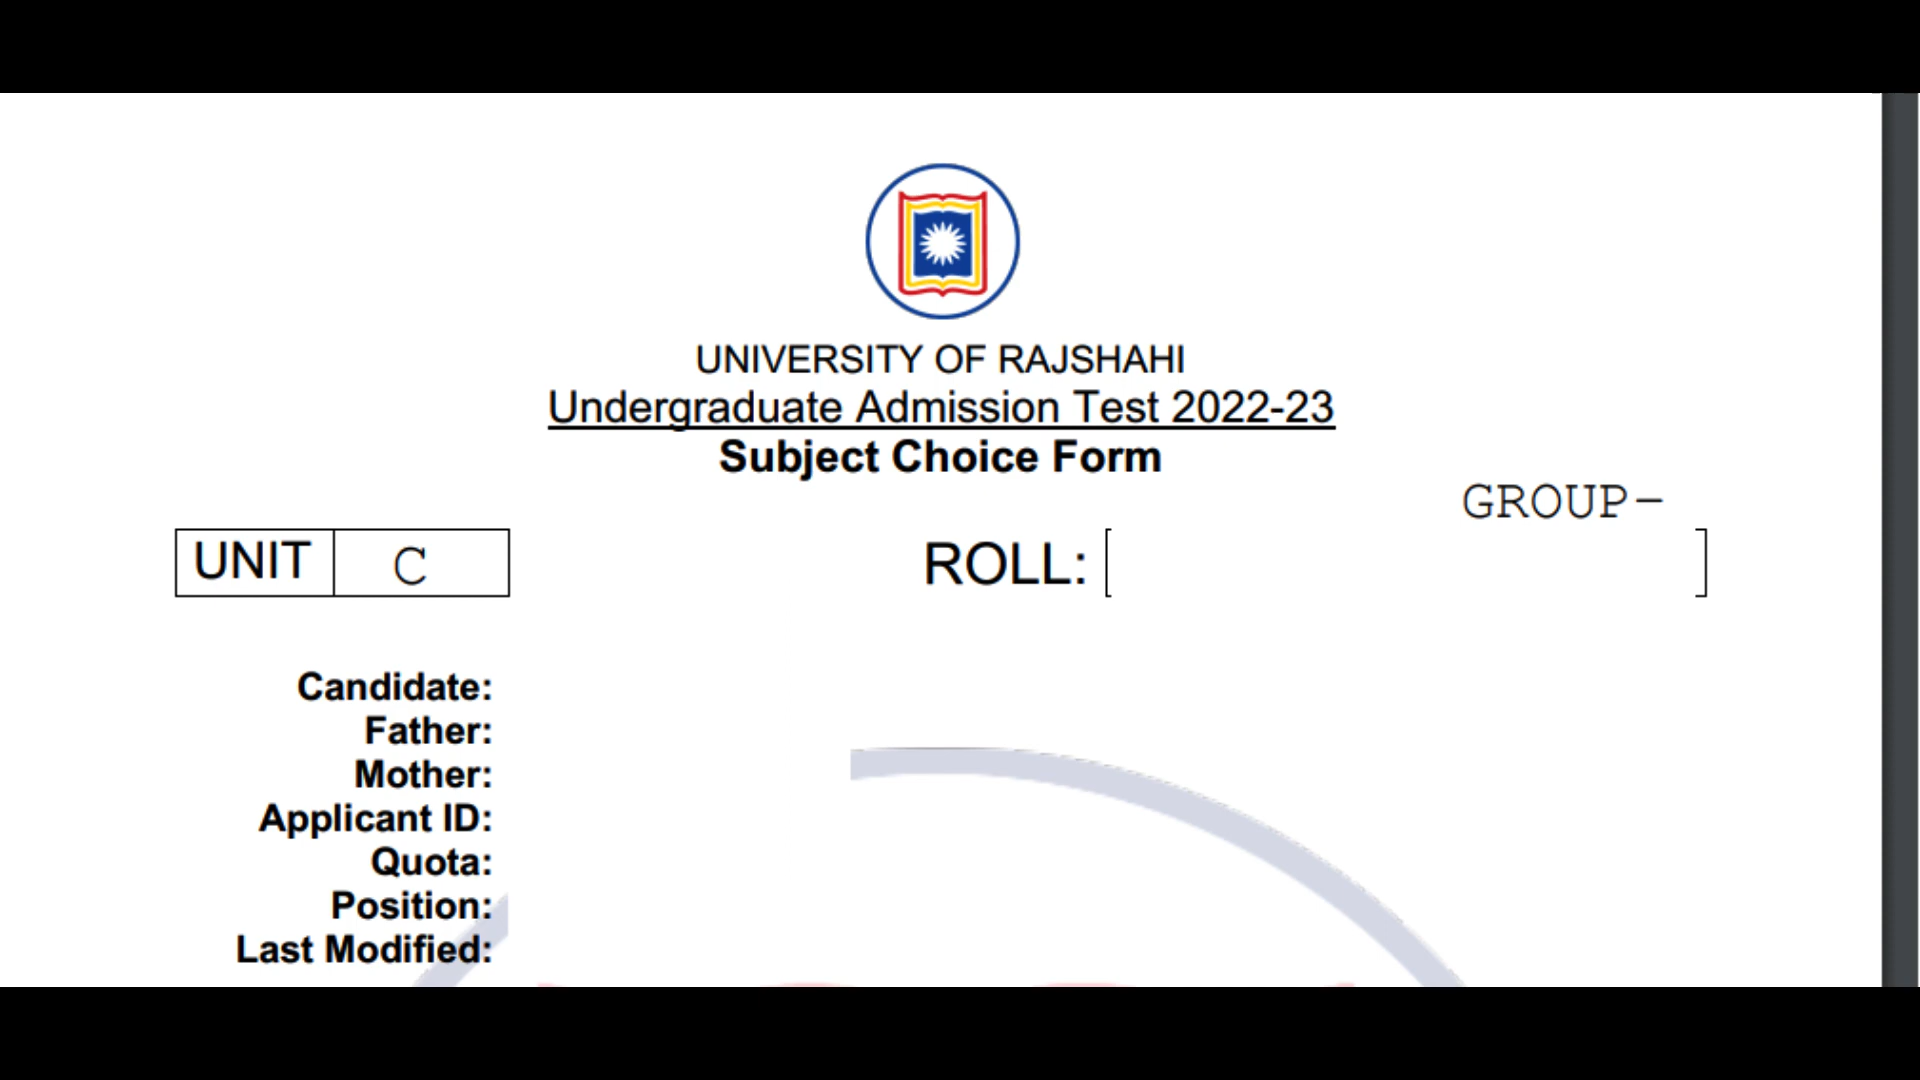 UNIVERSITY OF RAJSHAHI
Undergraduate Admission Test 2022-23
Subject Choice Form
GROUP-
UNIT C ROLL: [ ]
Candidate:
Father:
Mother:
Applicant ID:
Quota:
Position:
Last Modified: